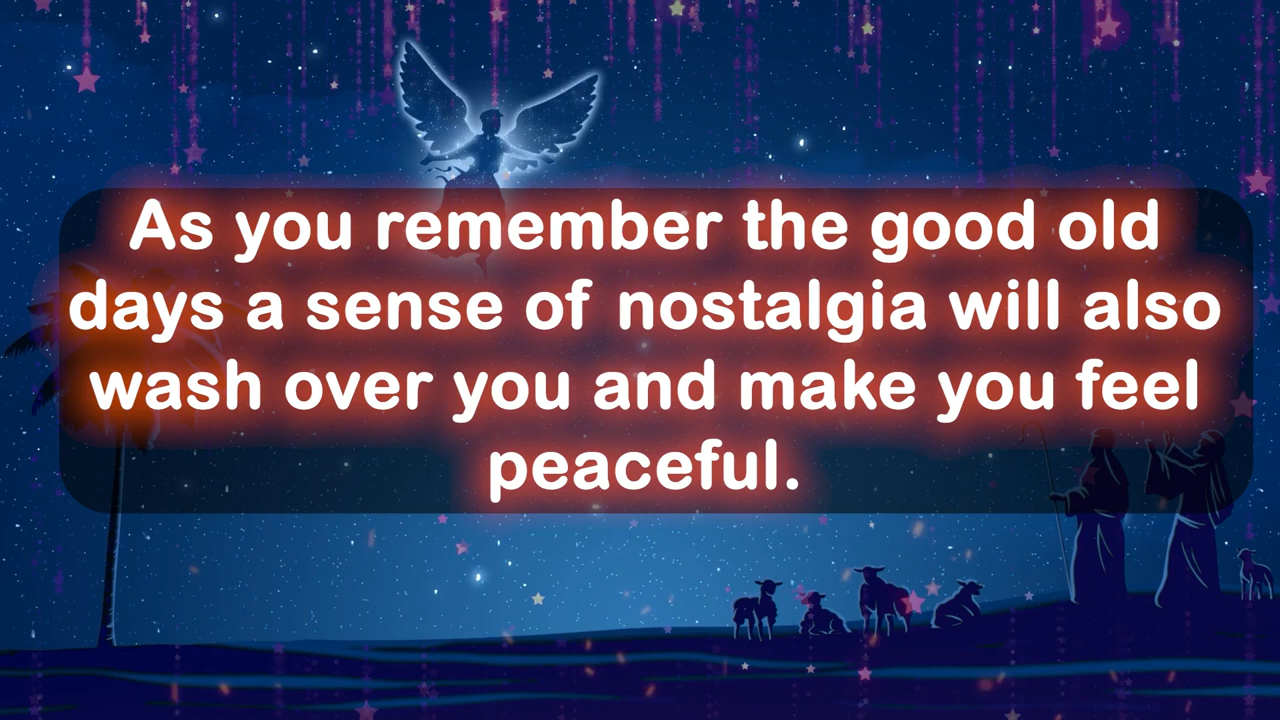 As you remember the good old
days a sense of nostalgia will also
wash over you and make you feel
peaceful.